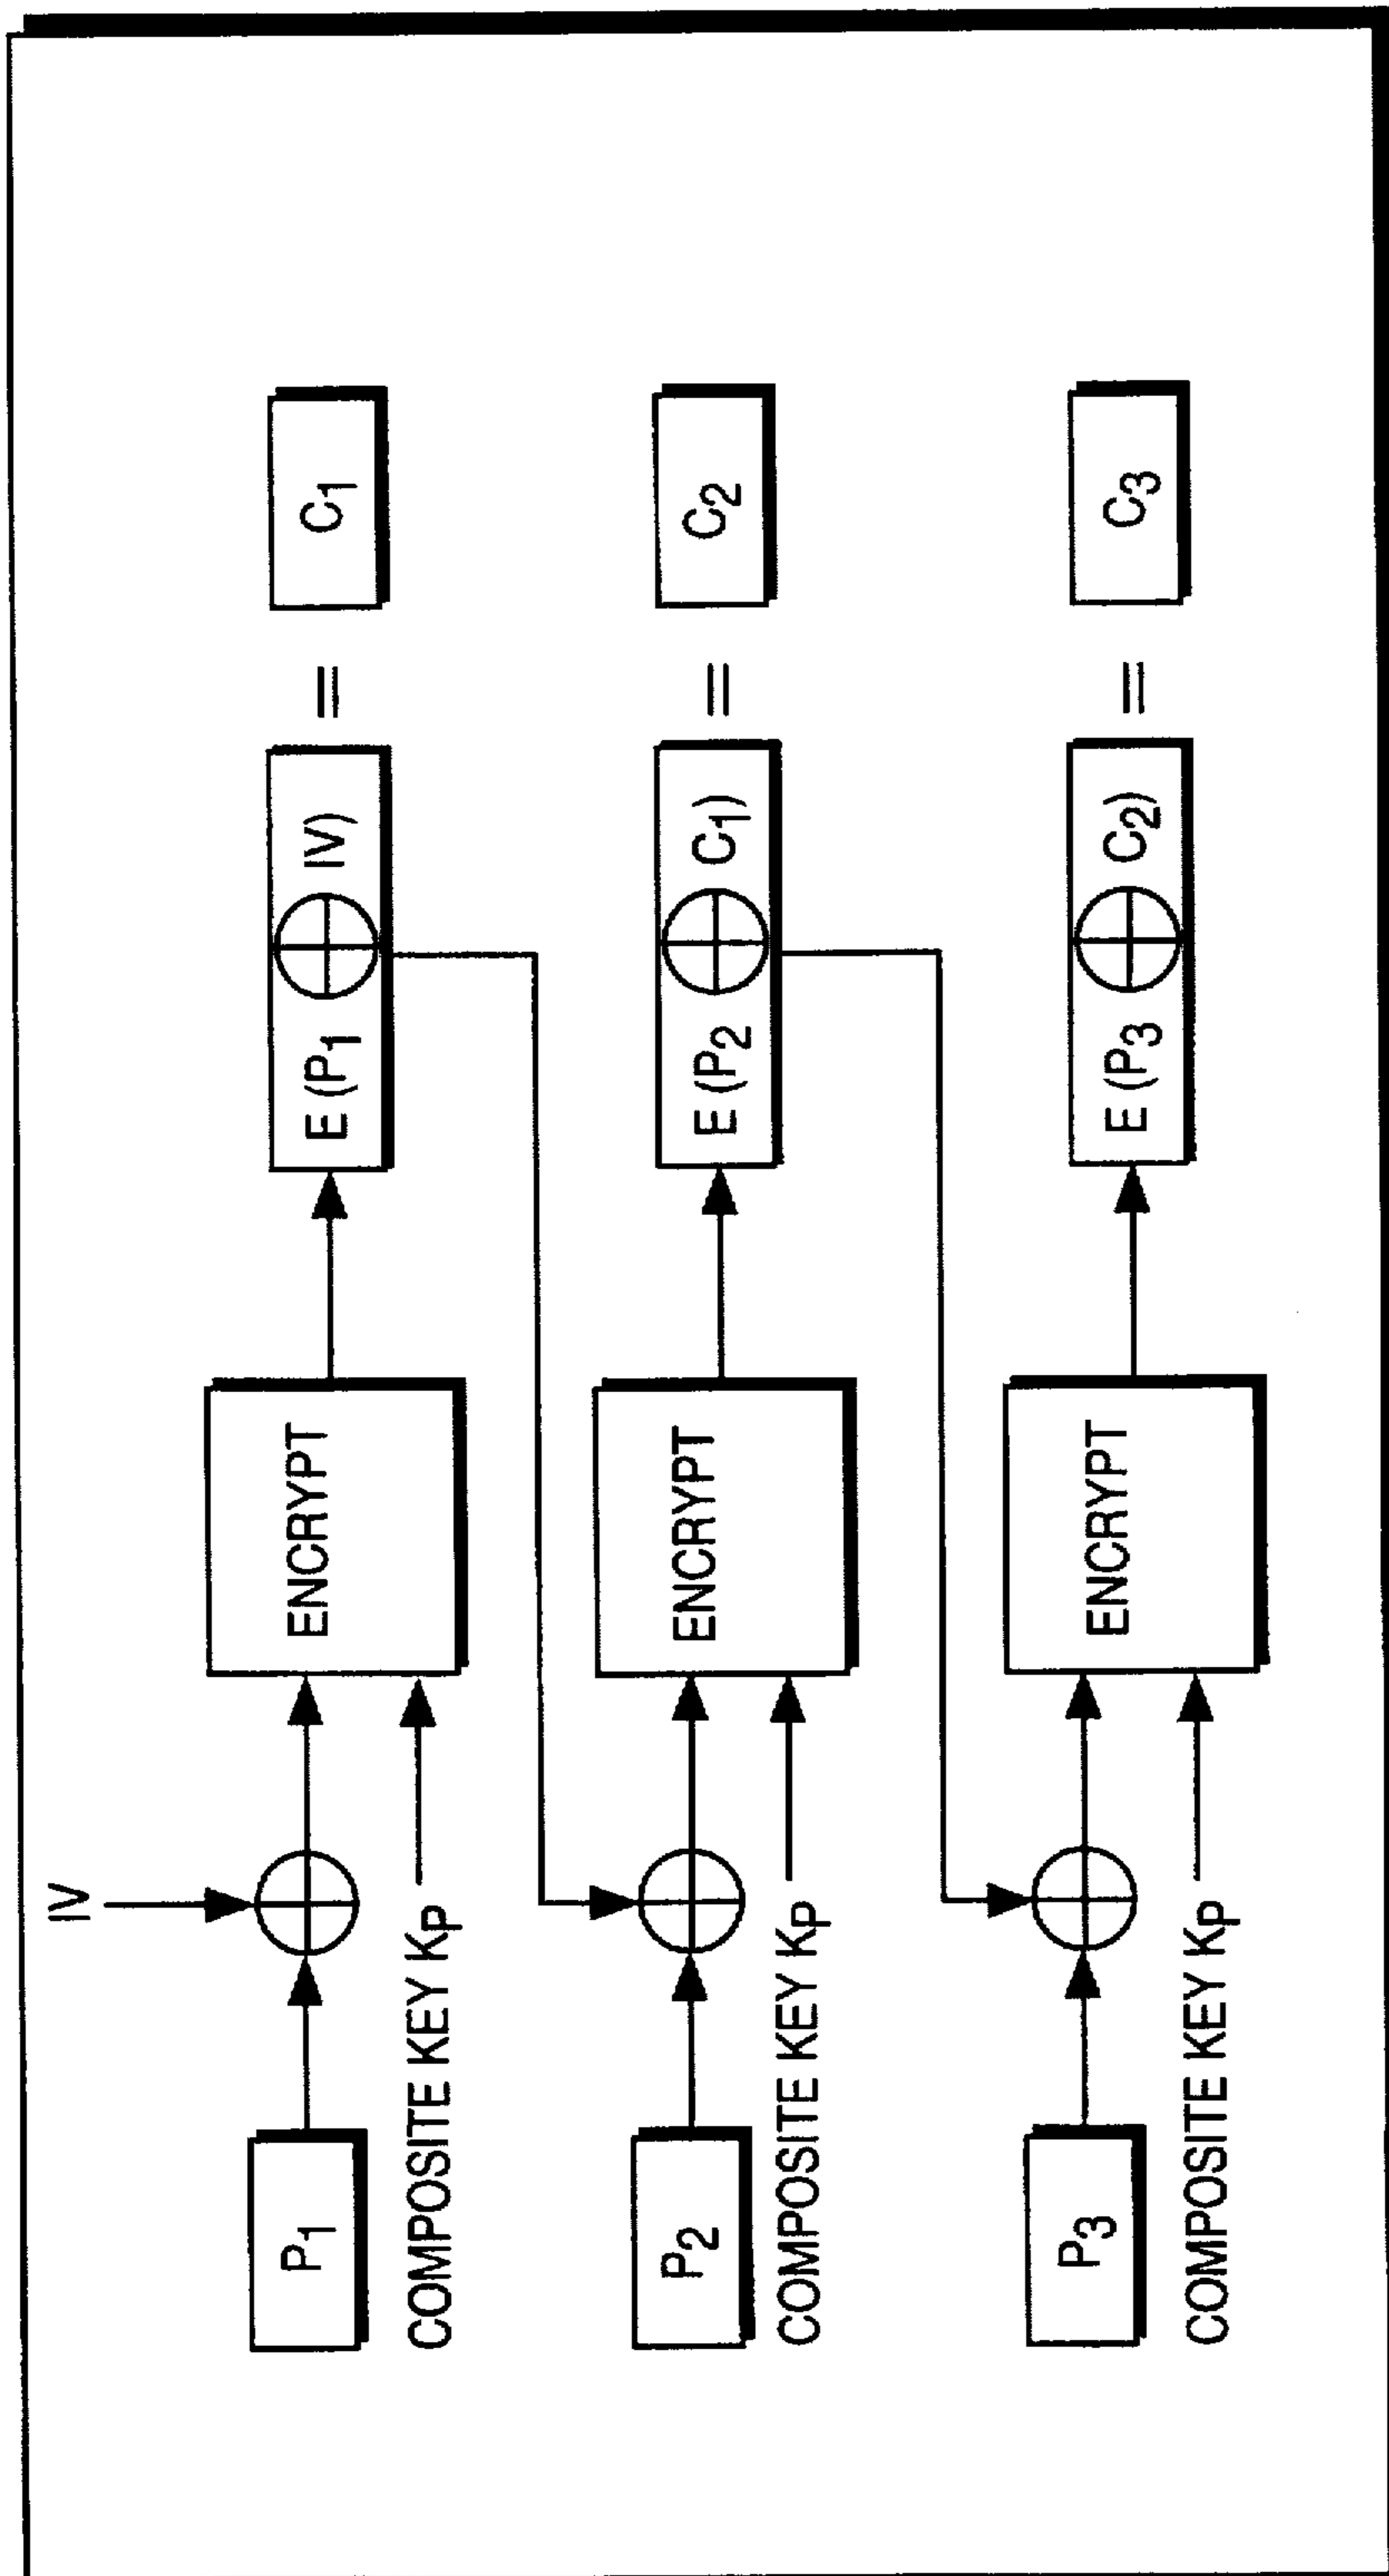 IV
P1
COMPOSITE KEY KP
ENCRYPT
E (P1 ⊕ IV)
=
C1
P2
COMPOSITE KEY KP
ENCRYPT
E (P2 ⊕ C1)
=
C2
P3
COMPOSITE KEY KP
ENCRYPT
E (P3 ⊕ C2)
=
C3